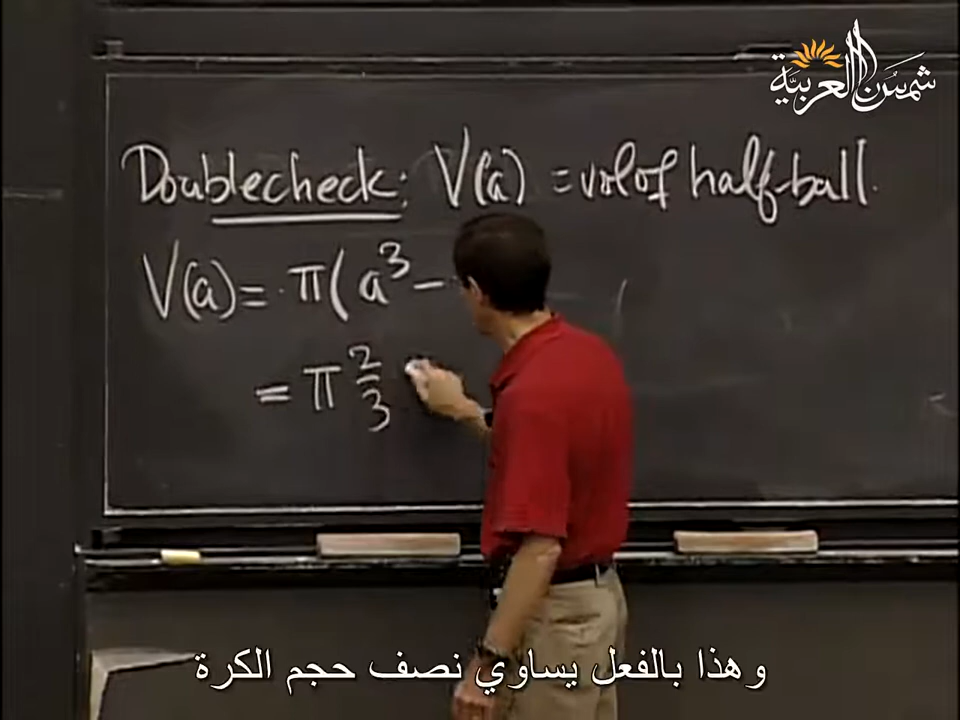 شمس العربية
Doublecheck: V(a) = vol of half-ball.
V(a) = π(a³ −
= π 2/3
وهذا بالفعل يساوي نصف حجم الكرة